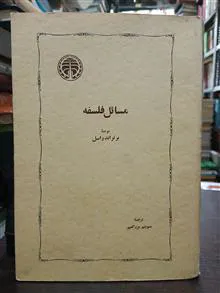 مسائل فلسفه
نوشتهٔ
برتراند راسل
ترجمهٔ
منوچهر بزرگمهر